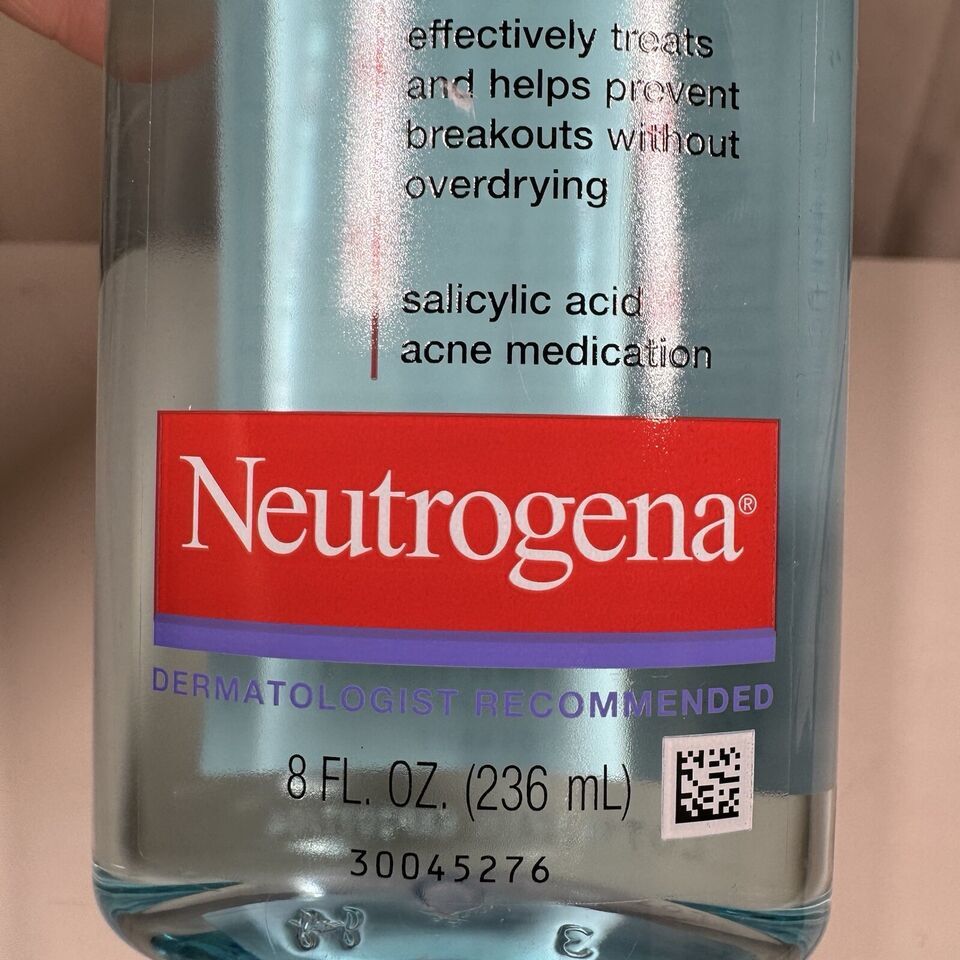 effectively treats
and helps prevent
breakouts without
overdrying
salicylic acid
acne medication
Neutrogena®
DERMATOLOGIST RECOMMENDED
8 FL. OZ. (236 mL)
30045276
3